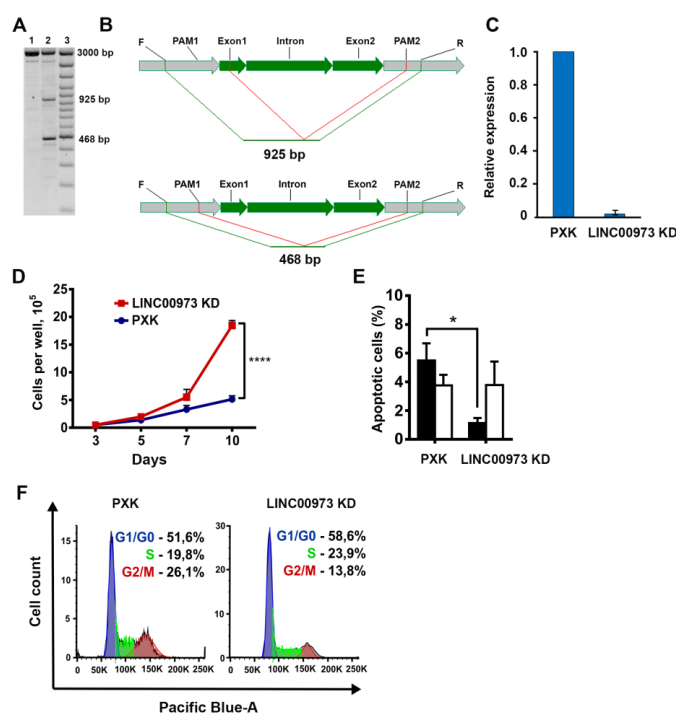 A
1 2 3
3000 bp
925 bp
468 bp
B
F PAM1 Exon1 Intron Exon2 PAM2 R
925 bp
F PAM1 Exon1 Intron Exon2 PAM2 R
468 bp
C
Relative expression
1.0
0.8
0.6
0.4
0.2
0
PXK LINC00973 KD
D
Cells per well, 10⁵
25
20
15
10
5
0
LINC00973 KD
PXK
****
3 5 7 10
Days
E
Apoptotic cells (%)
10
8
6
4
2
0
*
PXK LINC00973 KD
F
PXK
G1/G0 - 51,6%
S - 19,8%
G2/M - 26,1%
15
10
5
0
0 50K 100K 150K 200K 250K
LINC00973 KD
G1/G0 - 58,6%
S - 23,9%
G2/M - 13,8%
30
20
10
0
0 50K 100K 150K 200K 250K
Cell count
Pacific Blue-A